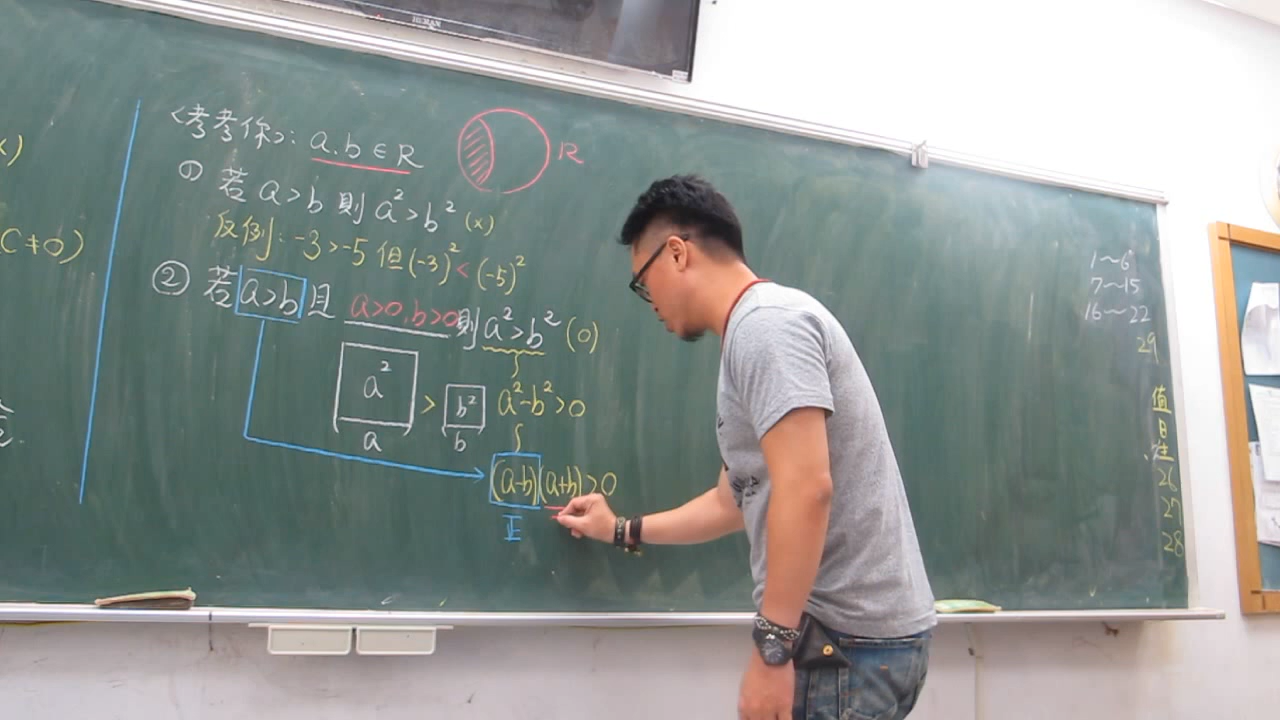 x)
(C≠0)
<考考你>: a.b∈R
R
① 若 a>b 則 a²>b² (x)
反例: -3>-5 但(-3)²<(-5)²
② 若 a>b 且 a>0,b>0 則 a²>b² (0)
a² > b²
a b
a²-b²>0
(a-b)(a+b)>0
正
1～6
7～15
16～22
29
值
日
生
26
27
28